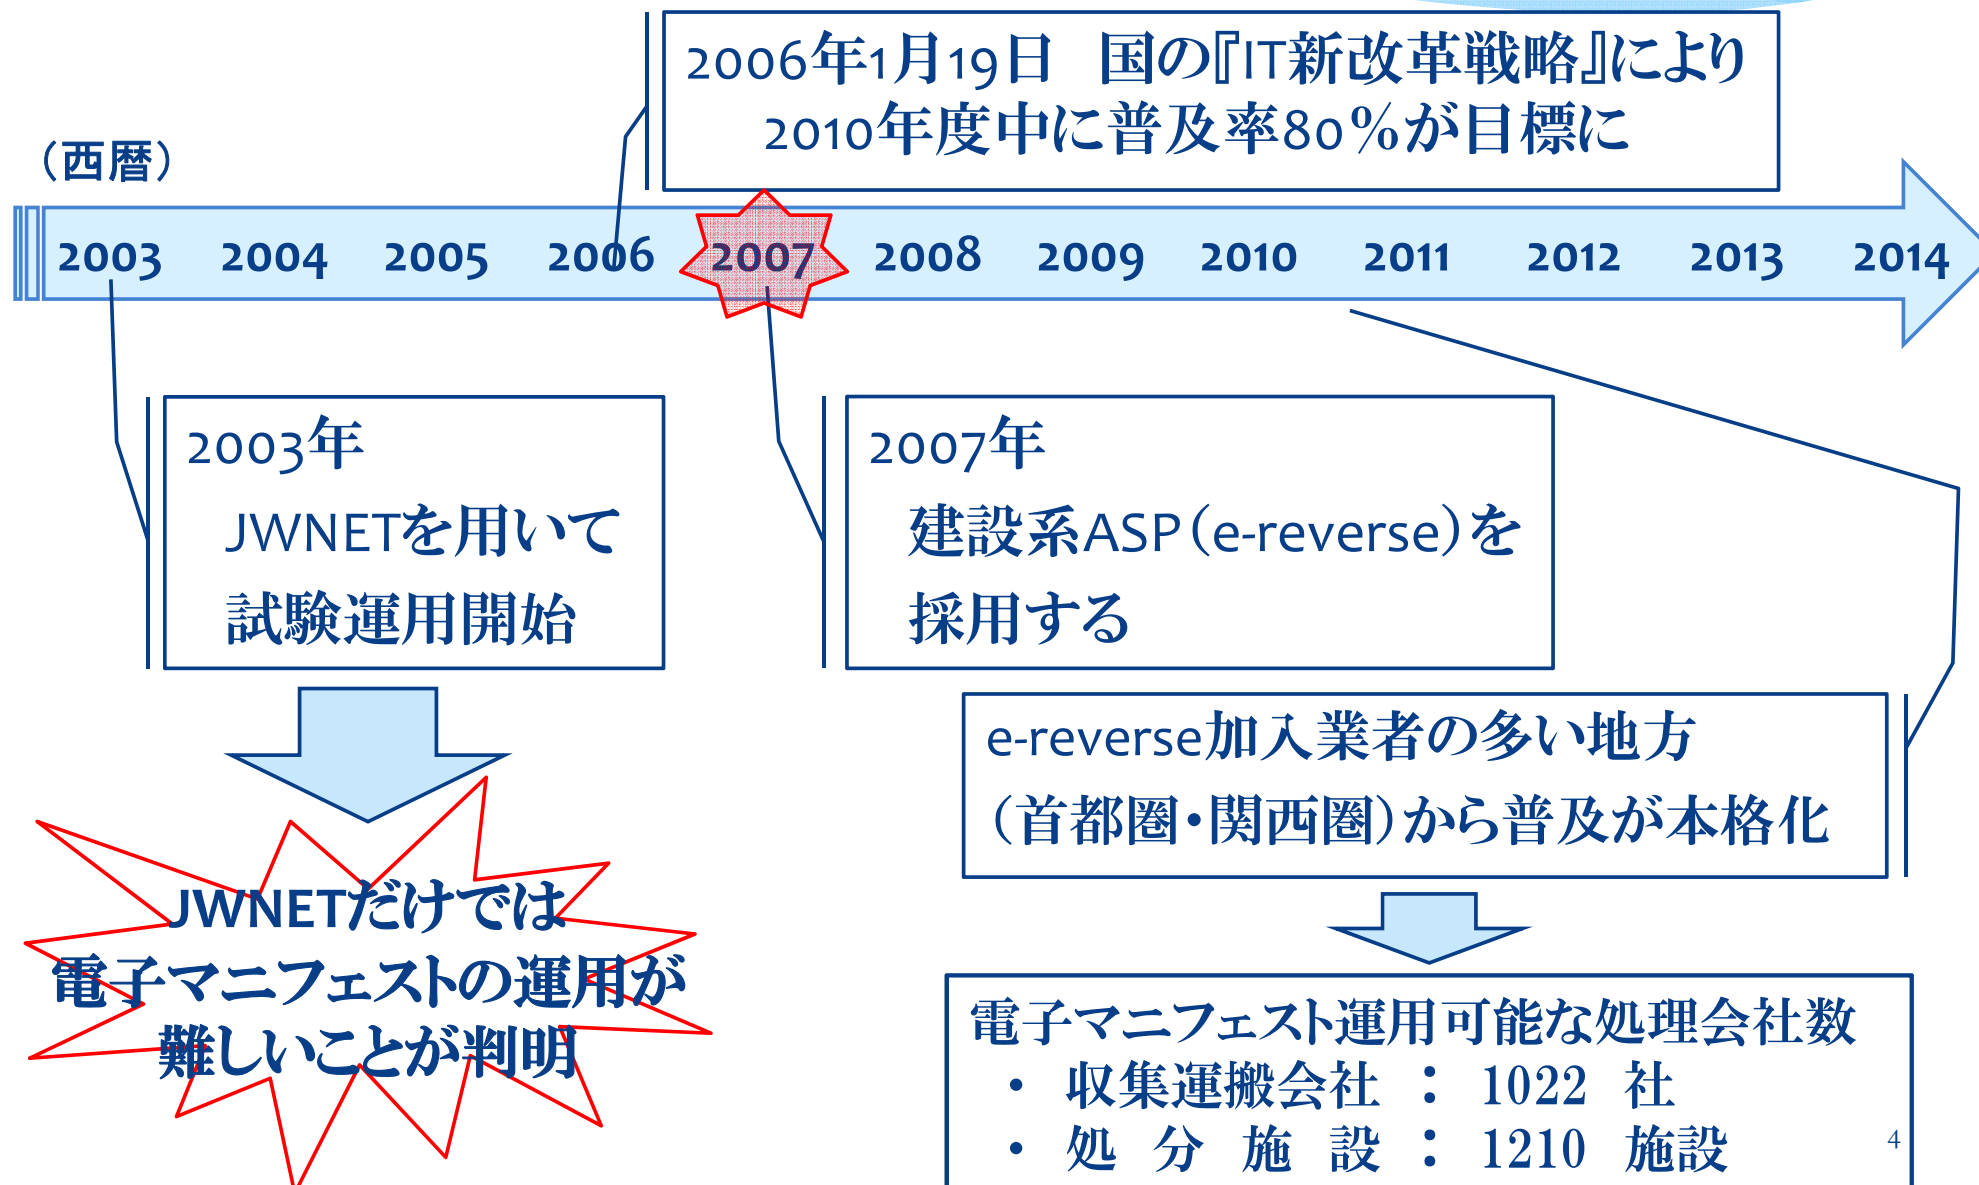 2006年1月19日　国の『IT新改革戦略』により
2010年度中に普及率80％が目標に
（西暦）
2003 2004 2005 2006 2007 2008 2009 2010 2011 2012 2013 2014
2003年
JWNETを用いて
試験運用開始
2007年
建設系ASP（e-reverse）を
採用する
e-reverse加入業者の多い地方
（首都圏・関西圏）から普及が本格化
JWNETだけでは
電子マニフェストの運用が
難しいことが判明
電子マニフェスト運用可能な処理会社数
・ 収集運搬会社 ： 1022 社
・ 処 分 施 設 ： 1210 施設
4